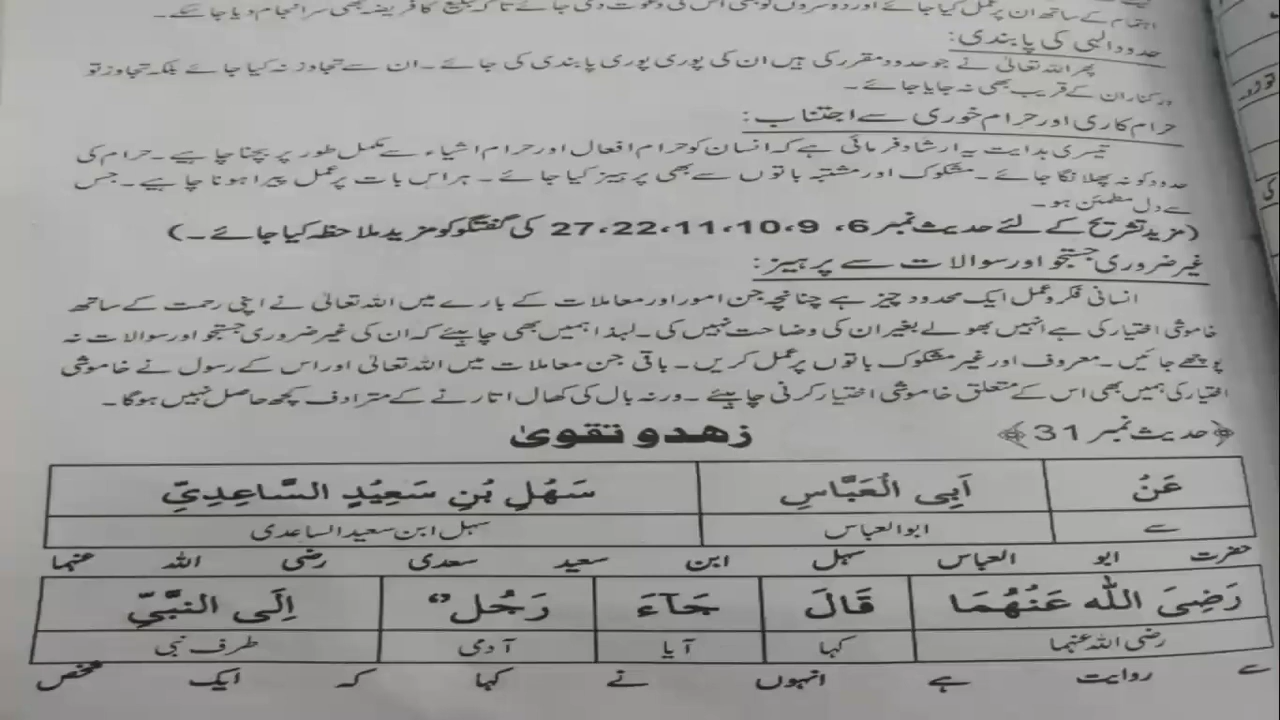 اہتمام کے ساتھ ان پر عمل کیا جائے اور دوسروں کو بھی اس کی دعوت دی جائے تاکہ تبلیغ کا فریضہ بھی سرانجام دیا جا سکے۔
حدود الہی کی پابندی:
پھر اللہ تعالیٰ نے جو حدود مقرر کی ہیں ان کی پوری پوری پابندی کی جائے۔ ان سے تجاوز نہ کیا جائے بلکہ تجاوز تو
درکنار ان کے قریب بھی نہ جایا جائے۔
حرام کاری اور حرام خوری سے اجتناب:
تیسری ہدایت یہ ارشاد فرمائی ہے کہ انسان کو حرام افعال اور حرام اشیاء سے مکمل طور پر بچنا چاہیے۔ حرام کی
حدود کو نہ پھلانگا جائے۔ مشکوک اور مشتبہ باتوں سے بھی پرہیز کیا جائے۔ ہر اس بات پر عمل پیرا ہونا چاہیے۔ جس
سے دل مطمئن ہو۔
(مزید تشریح کے لئے حدیث نمبر 6، 9، 10، 11، 22، 27 کی گفتگو کو مزید ملاحظہ کیا جائے۔)
غیر ضروری جستجو اور سوالات سے پرہیز:
انسانی فکر و عمل ایک محدود چیز ہے چنانچہ جن امور اور معاملات کے بارے میں اللہ تعالیٰ نے اپنی رحمت کے ساتھ
خاموشی اختیار کی ہے انہیں بھولے بغیر ان کی وضاحت نہیں کی۔ لہذا ہمیں بھی چاہیئے کہ ان کی غیر ضروری جستجو اور سوالات نہ
پوچھے جائیں۔ معروف اور غیر مشکوک باتوں پر عمل کریں۔ باقی جن معاملات میں اللہ تعالیٰ اور اس کے رسول نے خاموشی
اختیار کی ہمیں بھی اس کے متعلق خاموشی اختیار کرنی چاہیئے۔ ورنہ بال کی کھال اتارنے کے مترادف کچھ حاصل نہیں ہوگا۔
﴿حدیث نمبر 31﴾ زھد و تقویٰ
عَنْ اَبِی الْعَبَّاسِ سَهْلِ بْنِ سَعِیْدِ السَّاعِدِیِّ
سے ابو العباس سہل ابن سعید الساعدی
حضرت ابو العباس سہل ابن سعید سعدی رضی اللہ عنہما
رَضِیَ اللّٰه عَنْهُمَا قَالَ جَآءَ رَجُلٌ اِلَی النَّبِّیِ
رضی اللہ عنہما کہا آیا آدمی طرف نبی
سے روایت ہے انہوں نے کہا کہ ایک شخص